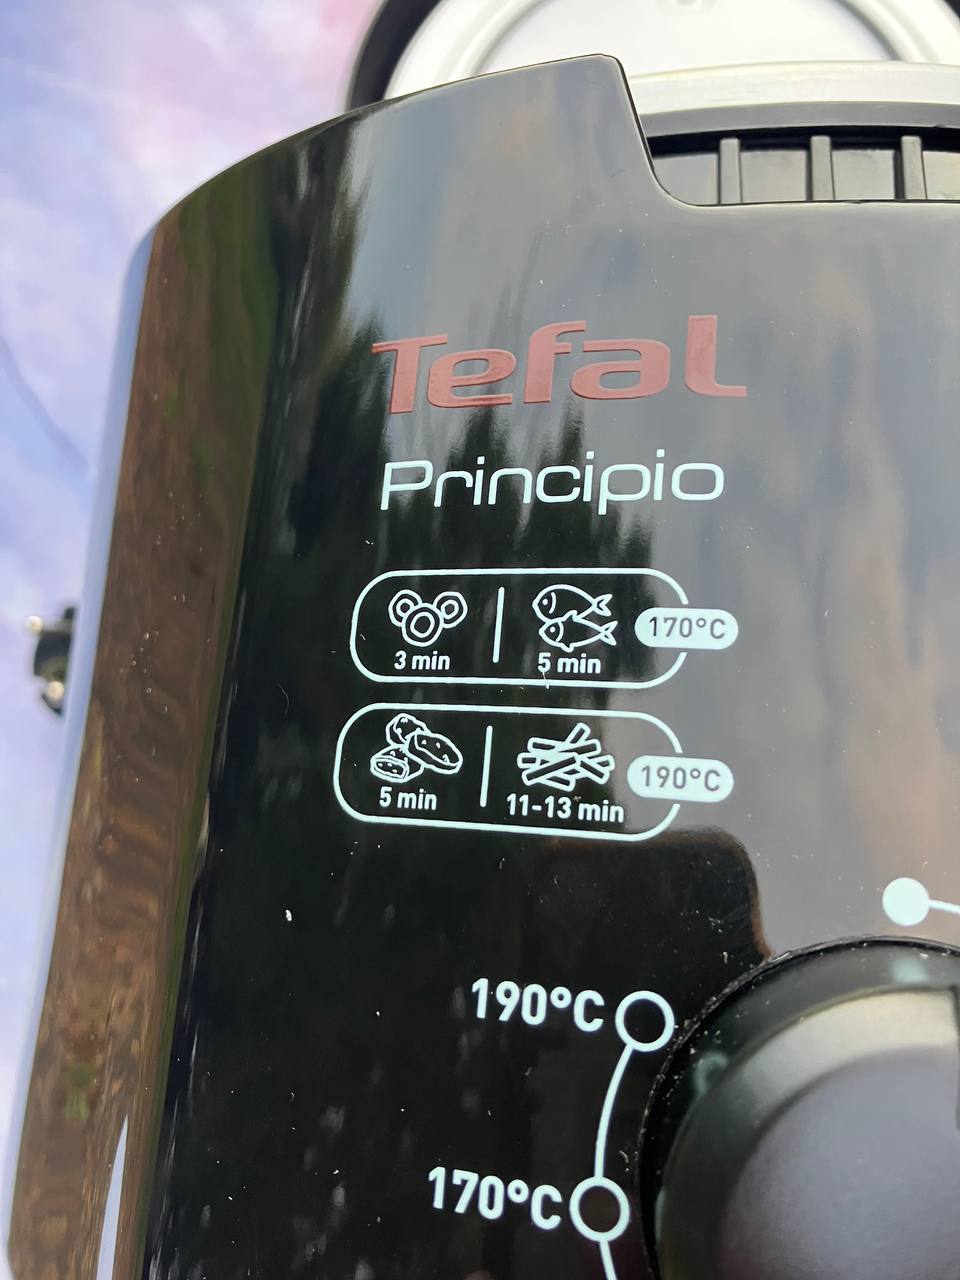 Tefal
Principio
3 min 5 min 170°C
5 min 11-13 min 190°C
190°C
170°C